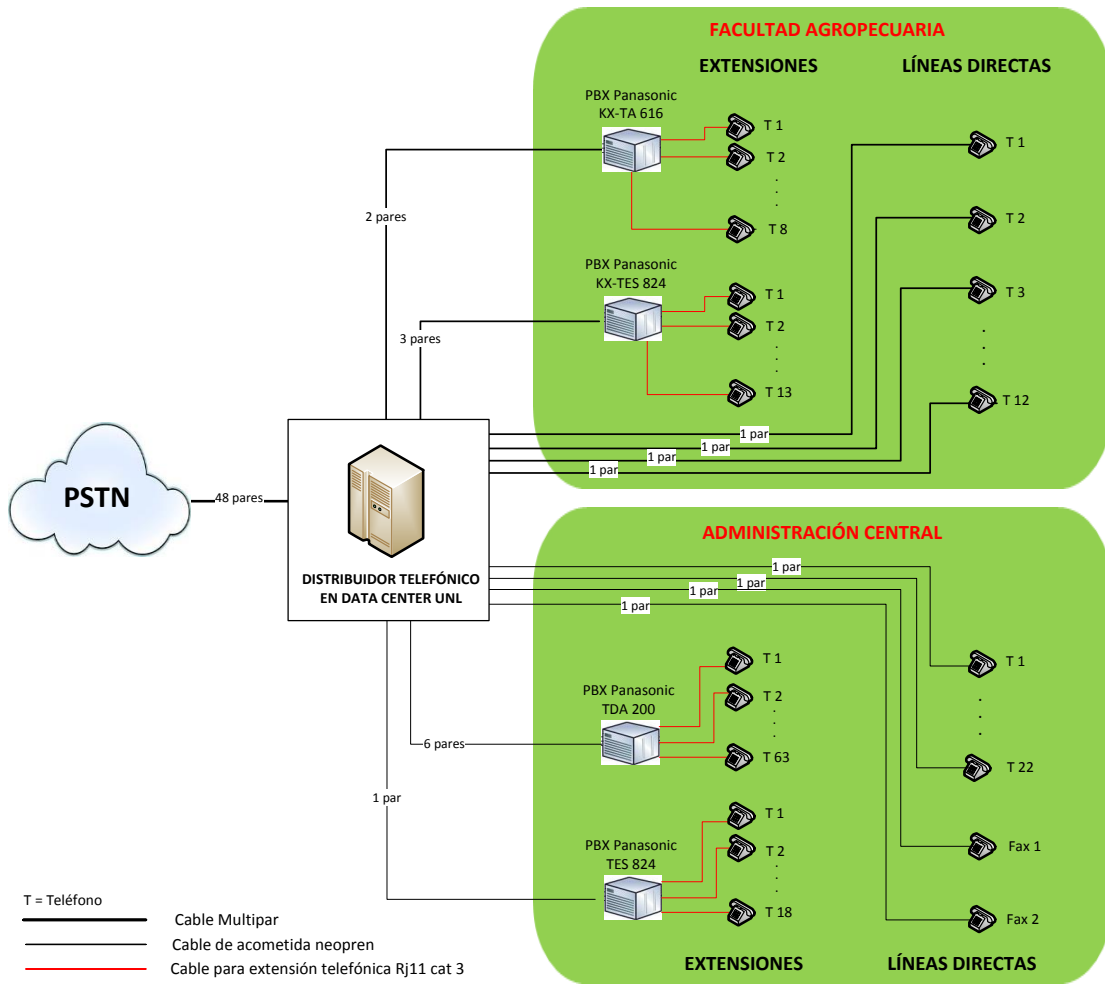 FACULTAD AGROPECUARIA
EXTENSIONES
LÍNEAS DIRECTAS
PBX Panasonic
KX-TA 616
T 1
T 2
.
.
.
T 8
T 1
T 2
T 3
.
.
.
T 12
2 pares
PBX Panasonic
KX-TES 824
T 1
T 2
.
.
.
T 13
3 pares
1 par
1 par
1 par
1 par
PSTN
48 pares
DISTRIBUIDOR TELEFÓNICO
EN DATA CENTER UNL
ADMINISTRACIÓN CENTRAL
1 par
1 par
1 par
1 par
PBX Panasonic
TDA 200
T 1
T 2
.
.
.
T 63
6 pares
T 1
.
.
.
T 22
Fax 1
Fax 2
1 par
PBX Panasonic
TES 824
T 1
T 2
.
.
.
T 18
EXTENSIONES
LÍNEAS DIRECTAS
T = Teléfono
Cable Multipar
Cable de acometida neopren
Cable para extensión telefónica Rj11 cat 3